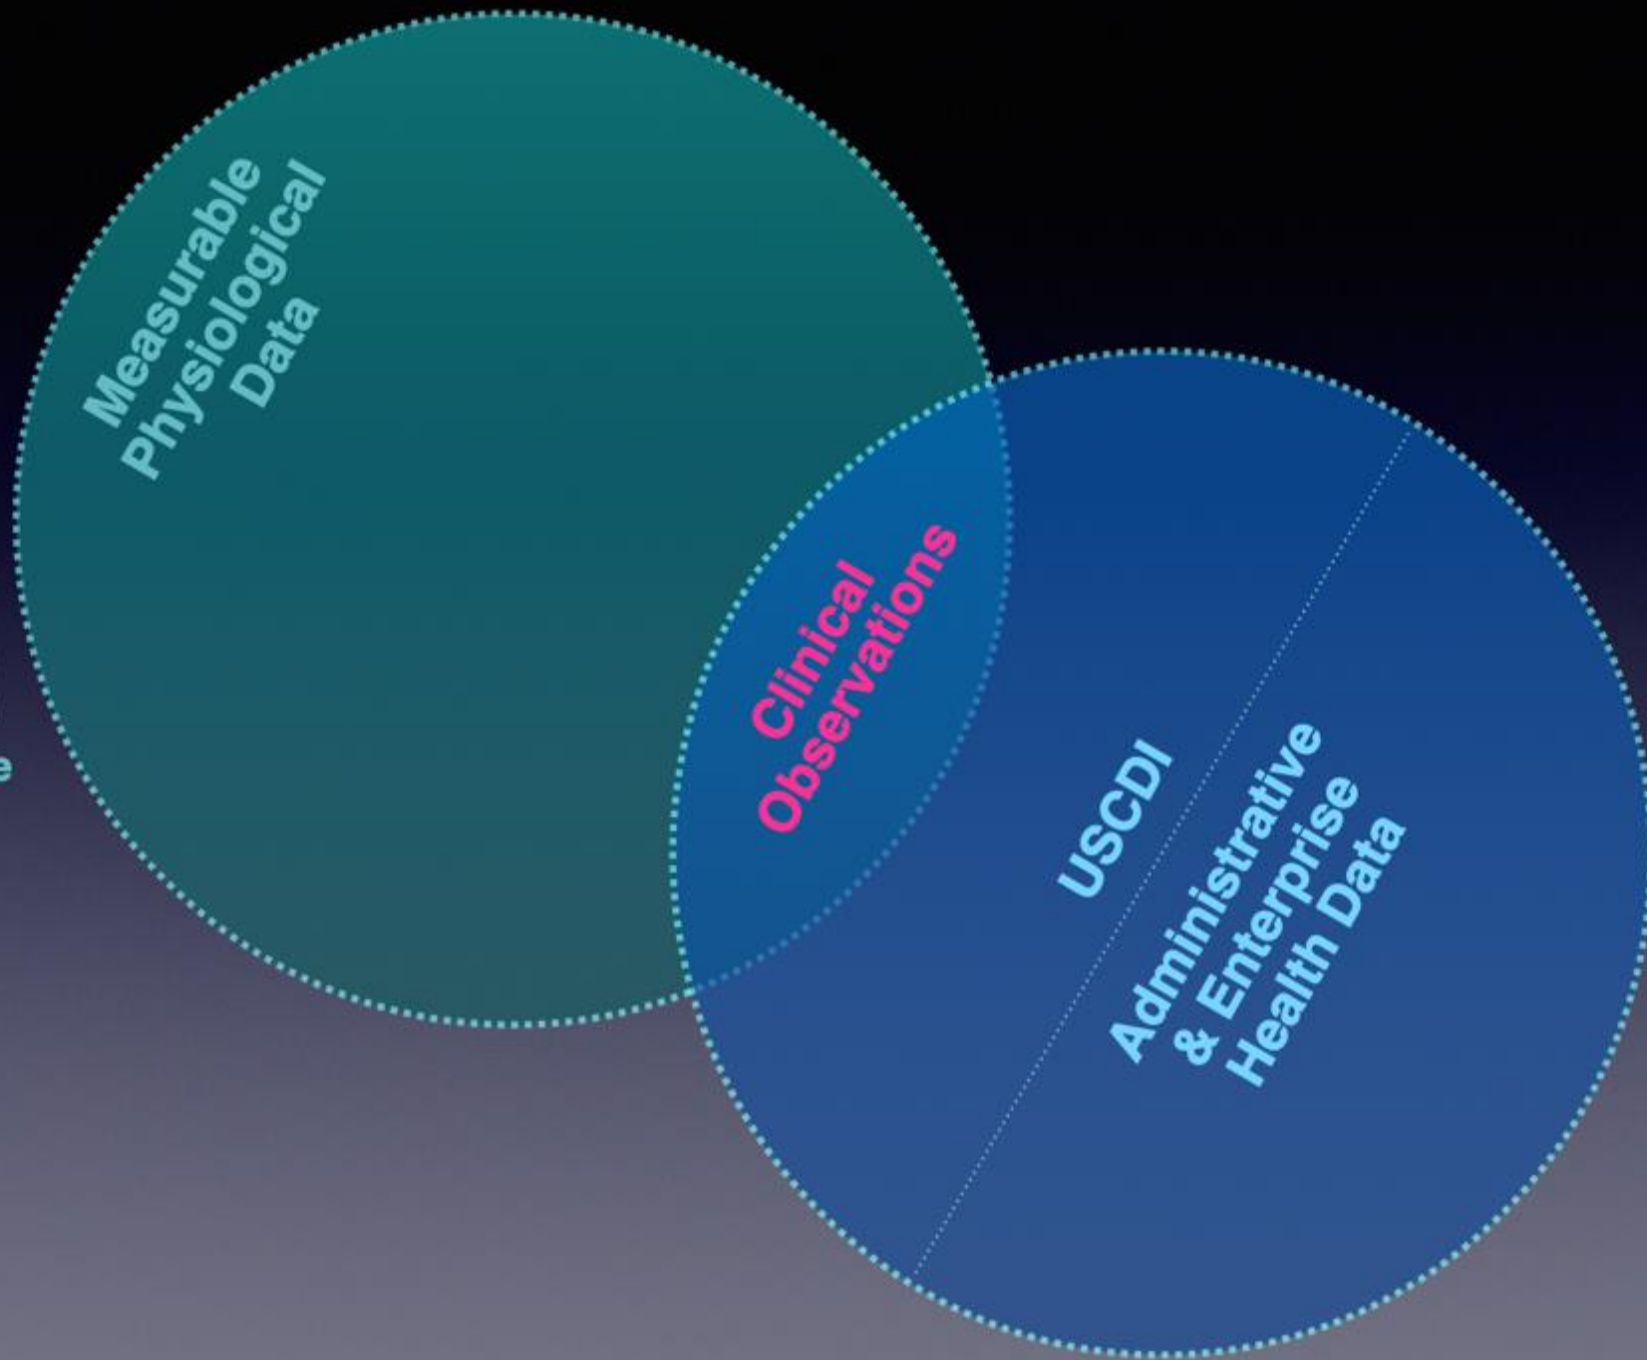 Measurable
Physiological
Data
Clinical
Observations
USCDI
Administrative
& Enterprise
Health Data